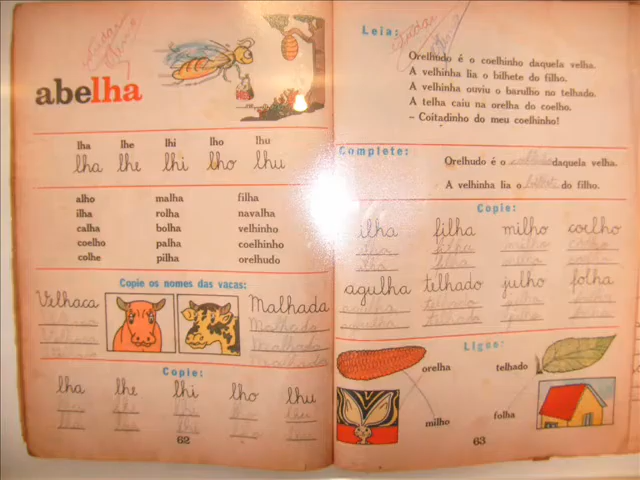 abelha
lha lhe lhi lho lhu
lha lhe lhi lho lhu
alho malha filha
ilha rolha navalha
calha bolha velhinho
coelho palha coelhinho
colhe pilha orelhudo
Copie os nomes das vacas:
Velhaca Malhada
Malhada
Malhada
Malhada
Copie:
lha lhe lhi lho lhu
62
Leia:
Orelhudo é o coelhinho daquela velha.
A velhinha lia o bilhete do filho.
A velhinha ouviu o barulho no telhado.
A telha caiu na orelha do coelho.
– Coitadinho do meu coelhinho!
Complete:
Orelhudo é o daquela velha.
A velhinha lia o bilhete do filho.
Copie:
ilha filha milho coelho
agulha telhado julho folha
Ligue:
orelha telhado
milho folha
63